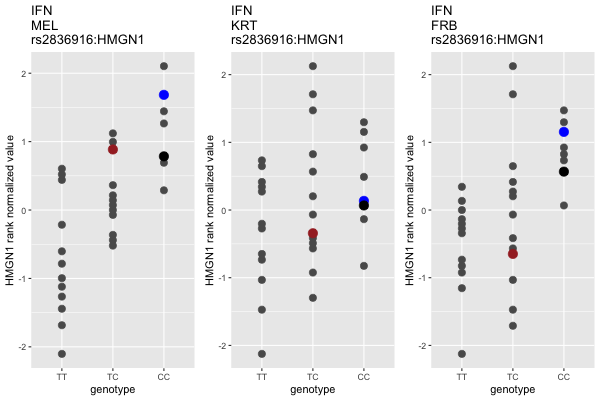 IFN
MEL
rs2836916:HMGN1
HMGN1 rank normalized value
2
1
0
-1
-2
TT
TC
CC
genotype
IFN
KRT
rs2836916:HMGN1
HMGN1 rank normalized value
2
1
0
-1
-2
TT
TC
CC
genotype
IFN
FRB
rs2836916:HMGN1
HMGN1 rank normalized value
2
1
0
-1
-2
TT
TC
CC
genotype